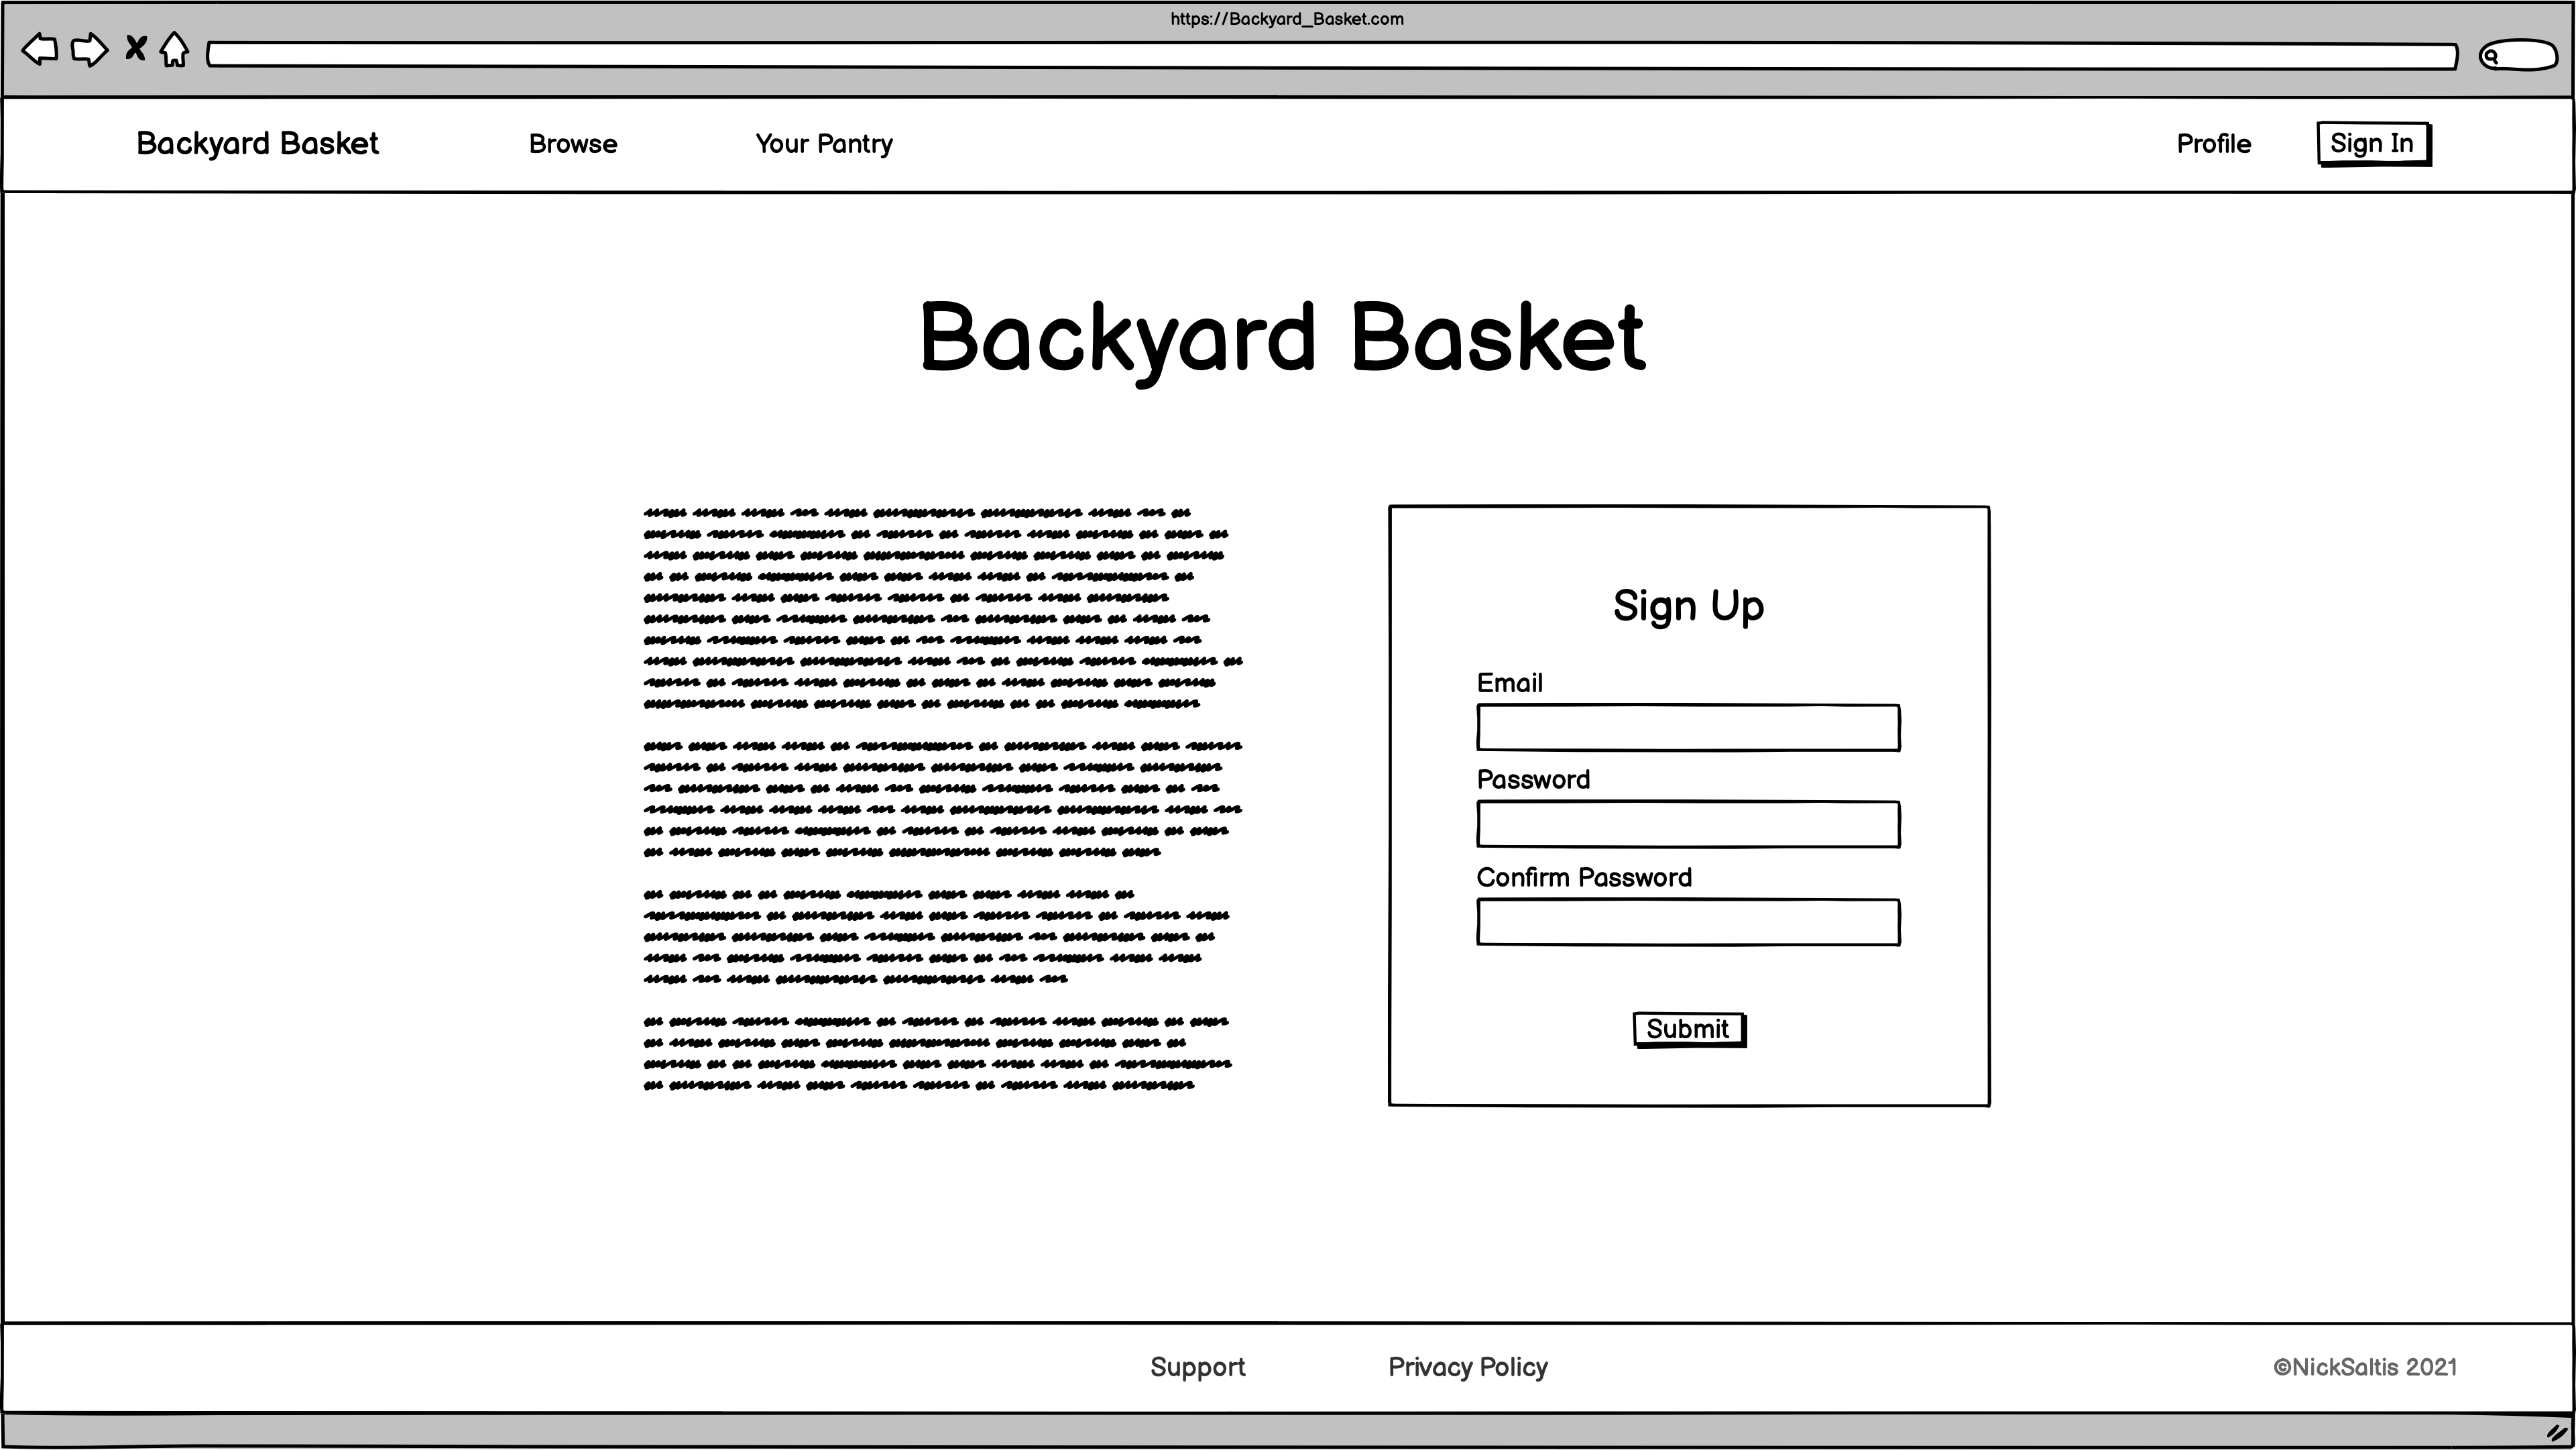 https://Backyard_Basket.com
Backyard Basket Browse Your Pantry Profile Sign In
Backyard Basket
Sign Up
Email
Password
Confirm Password
Submit
Support Privacy Policy ©NickSaltis 2021